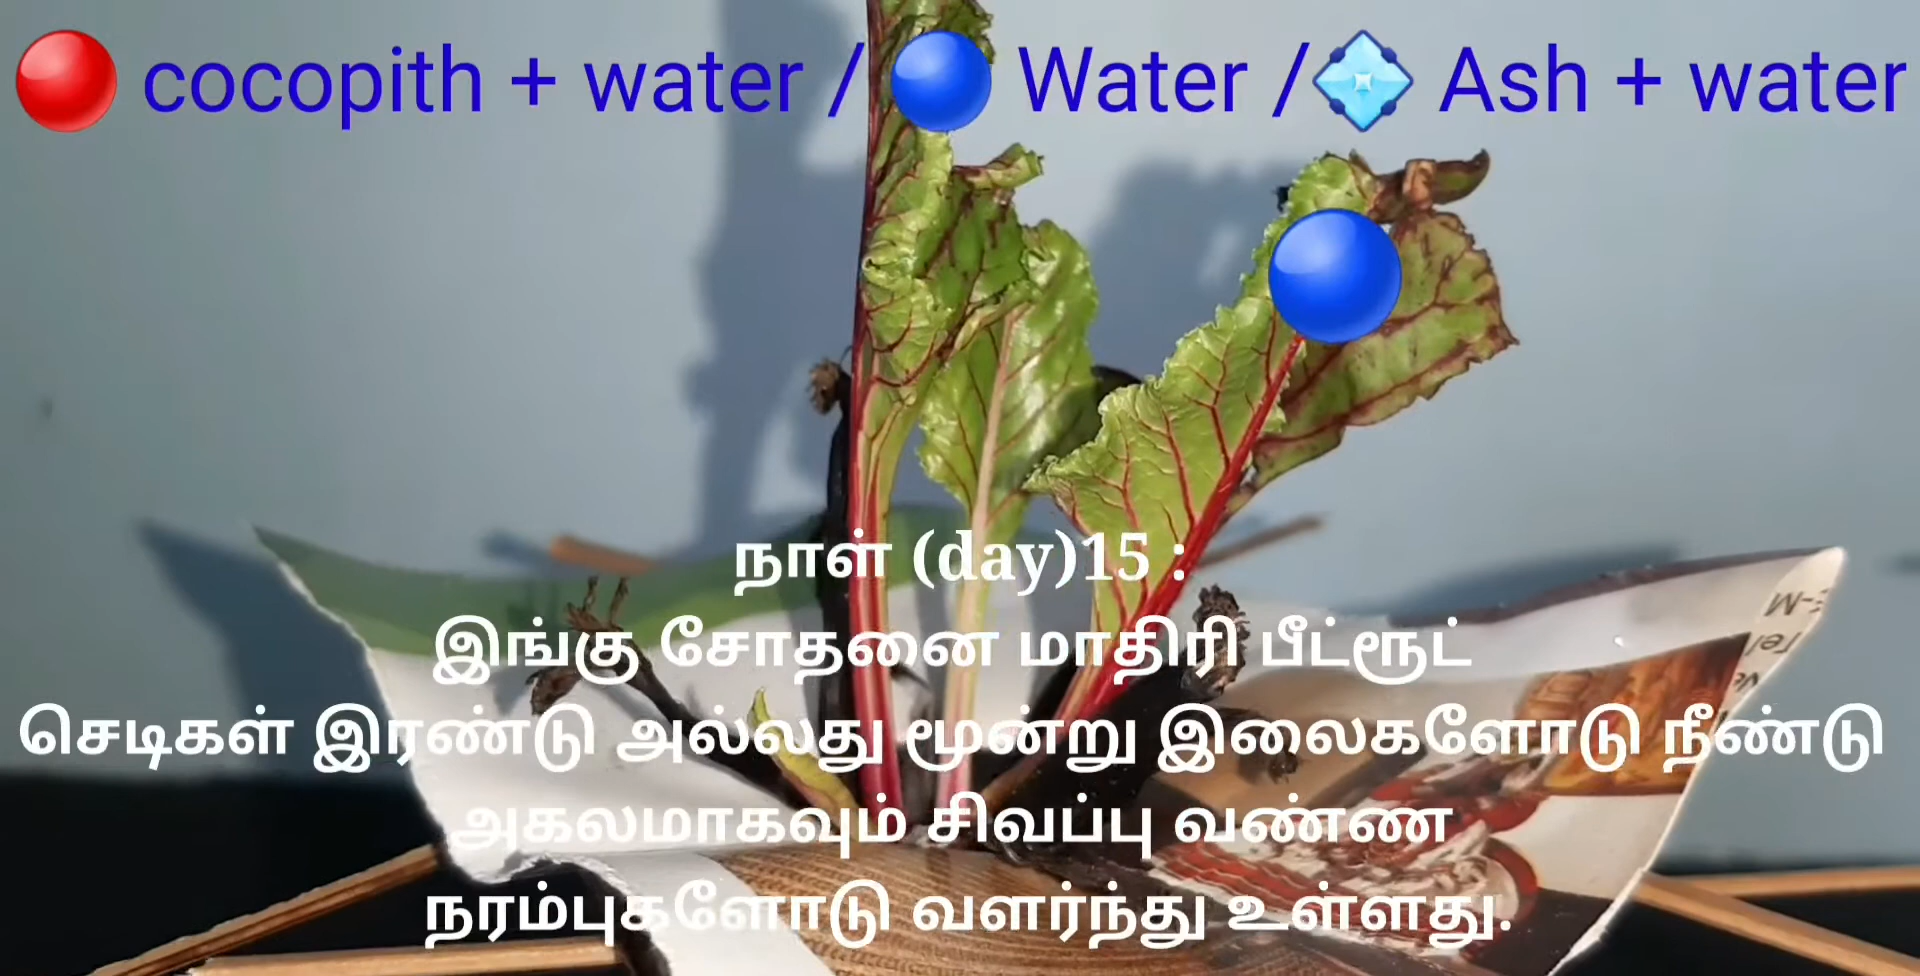 🔴 cocopith + water /🔵 Water /💠 Ash + water
நாள் (day)15 :
இங்கு சோதனை மாதிரி பீட்ரூட்
செடிகள் இரண்டு அல்லது மூன்று இலைகளோடு நீண்டு
அகலமாகவும் சிவப்பு வண்ண
நரம்புகளோடு வளர்ந்து உள்ளது.